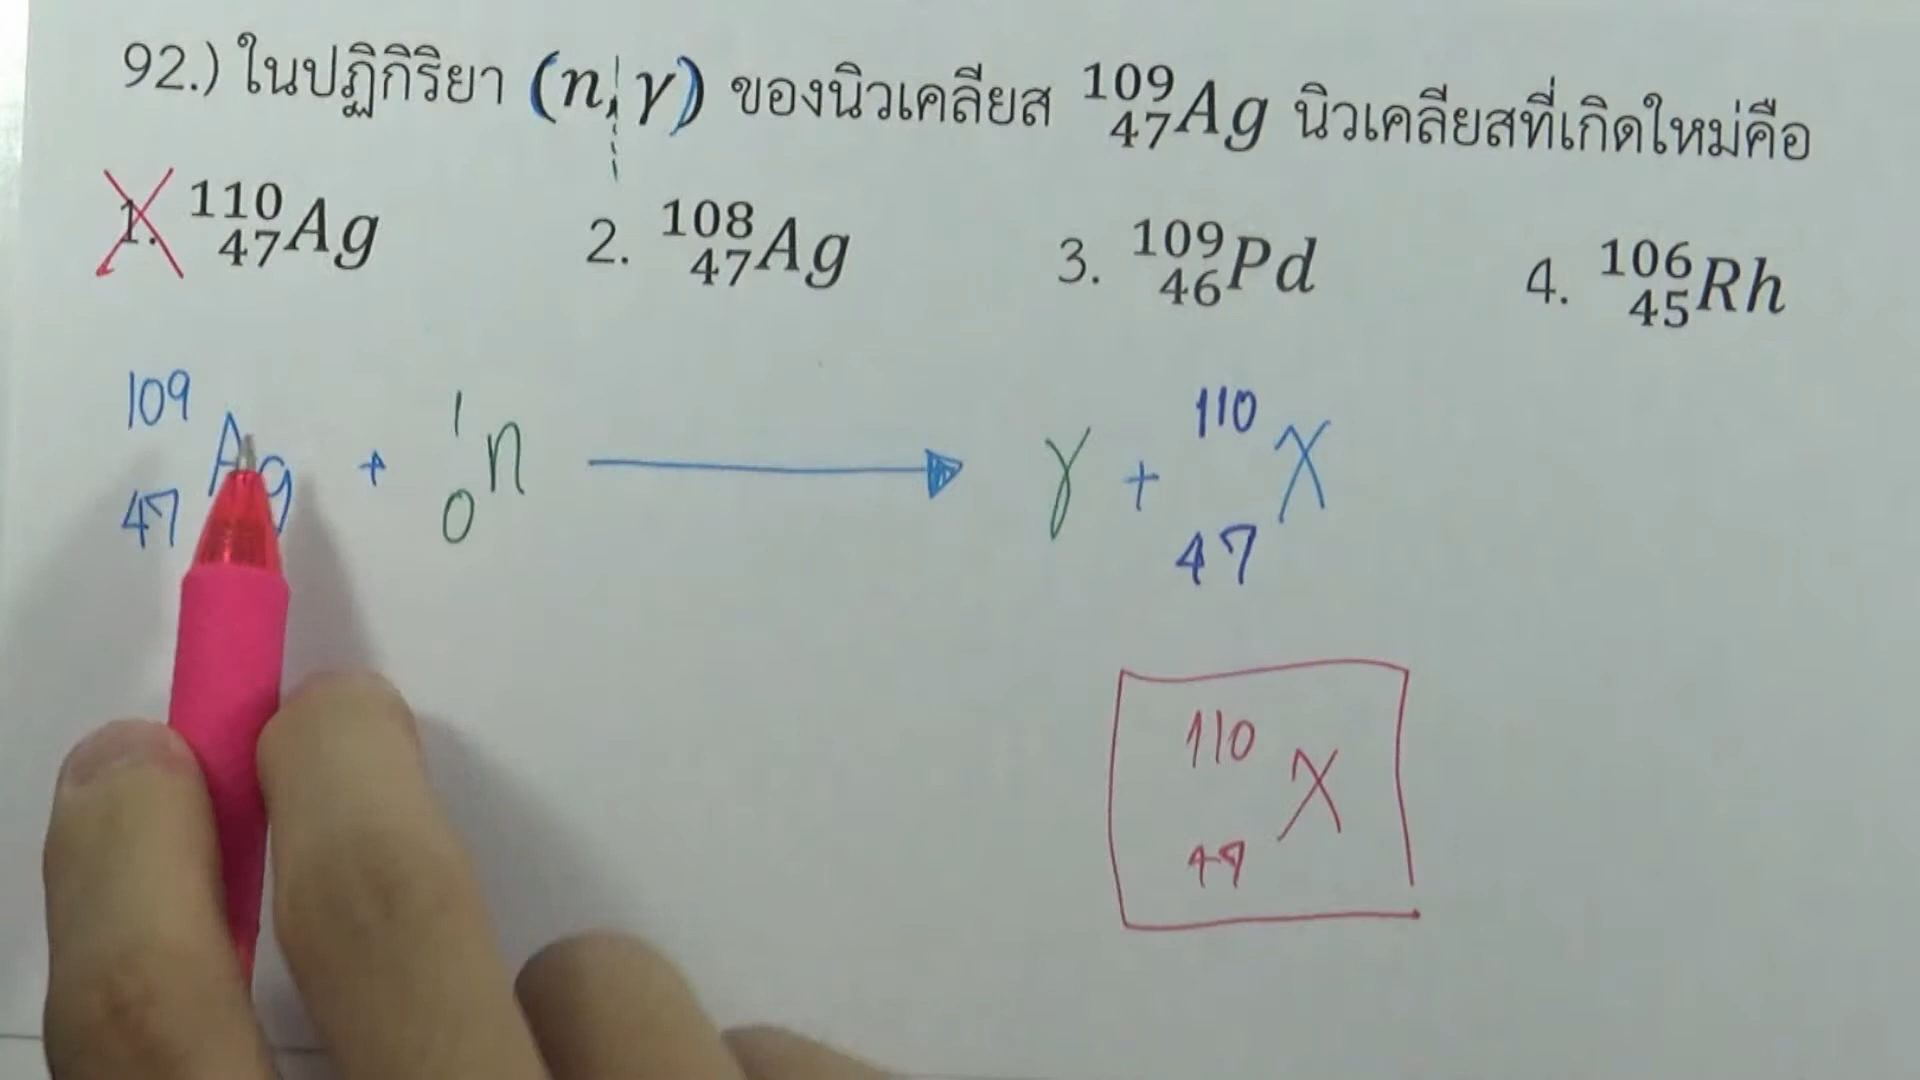 92.) ในปฏิกิริยา (n, γ) ของนิวเคลียส ¹⁰⁹₄₇Ag นิวเคลียสที่เกิดใหม่คือ
1. ¹¹⁰₄₇Ag 2. ¹⁰⁸₄₇Ag 3. ¹⁰⁹₄₆Pd 4. ¹⁰⁶₄₅Rh
¹⁰⁹₄₇Ag + ¹₀n → γ + ¹¹⁰₄₇X
¹¹⁰₄₇X